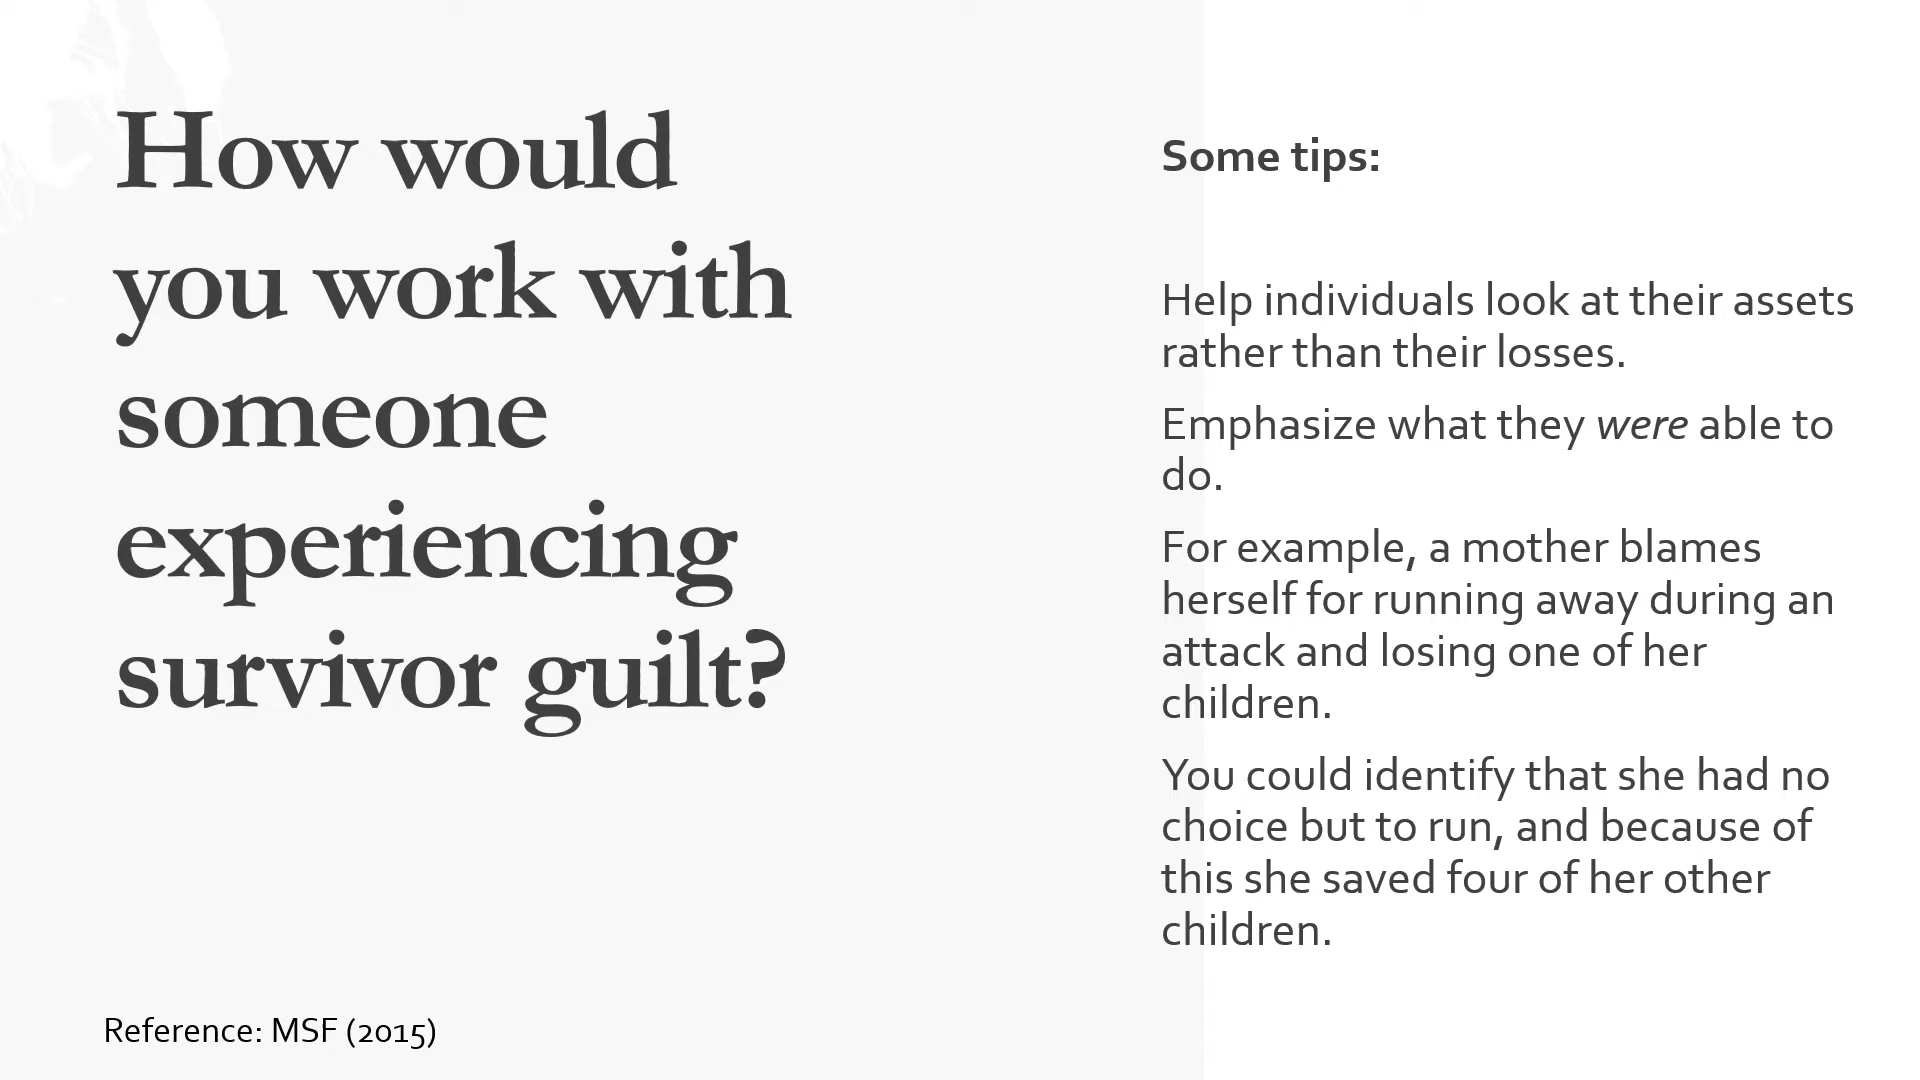 How would
you work with
someone
experiencing
survivor guilt?
Some tips:
Help individuals look at their assets
rather than their losses.
Emphasize what they were able to
do.
For example, a mother blames
herself for running away during an
attack and losing one of her
children.
You could identify that she had no
choice but to run, and because of
this she saved four of her other
children.
Reference: MSF (2015)